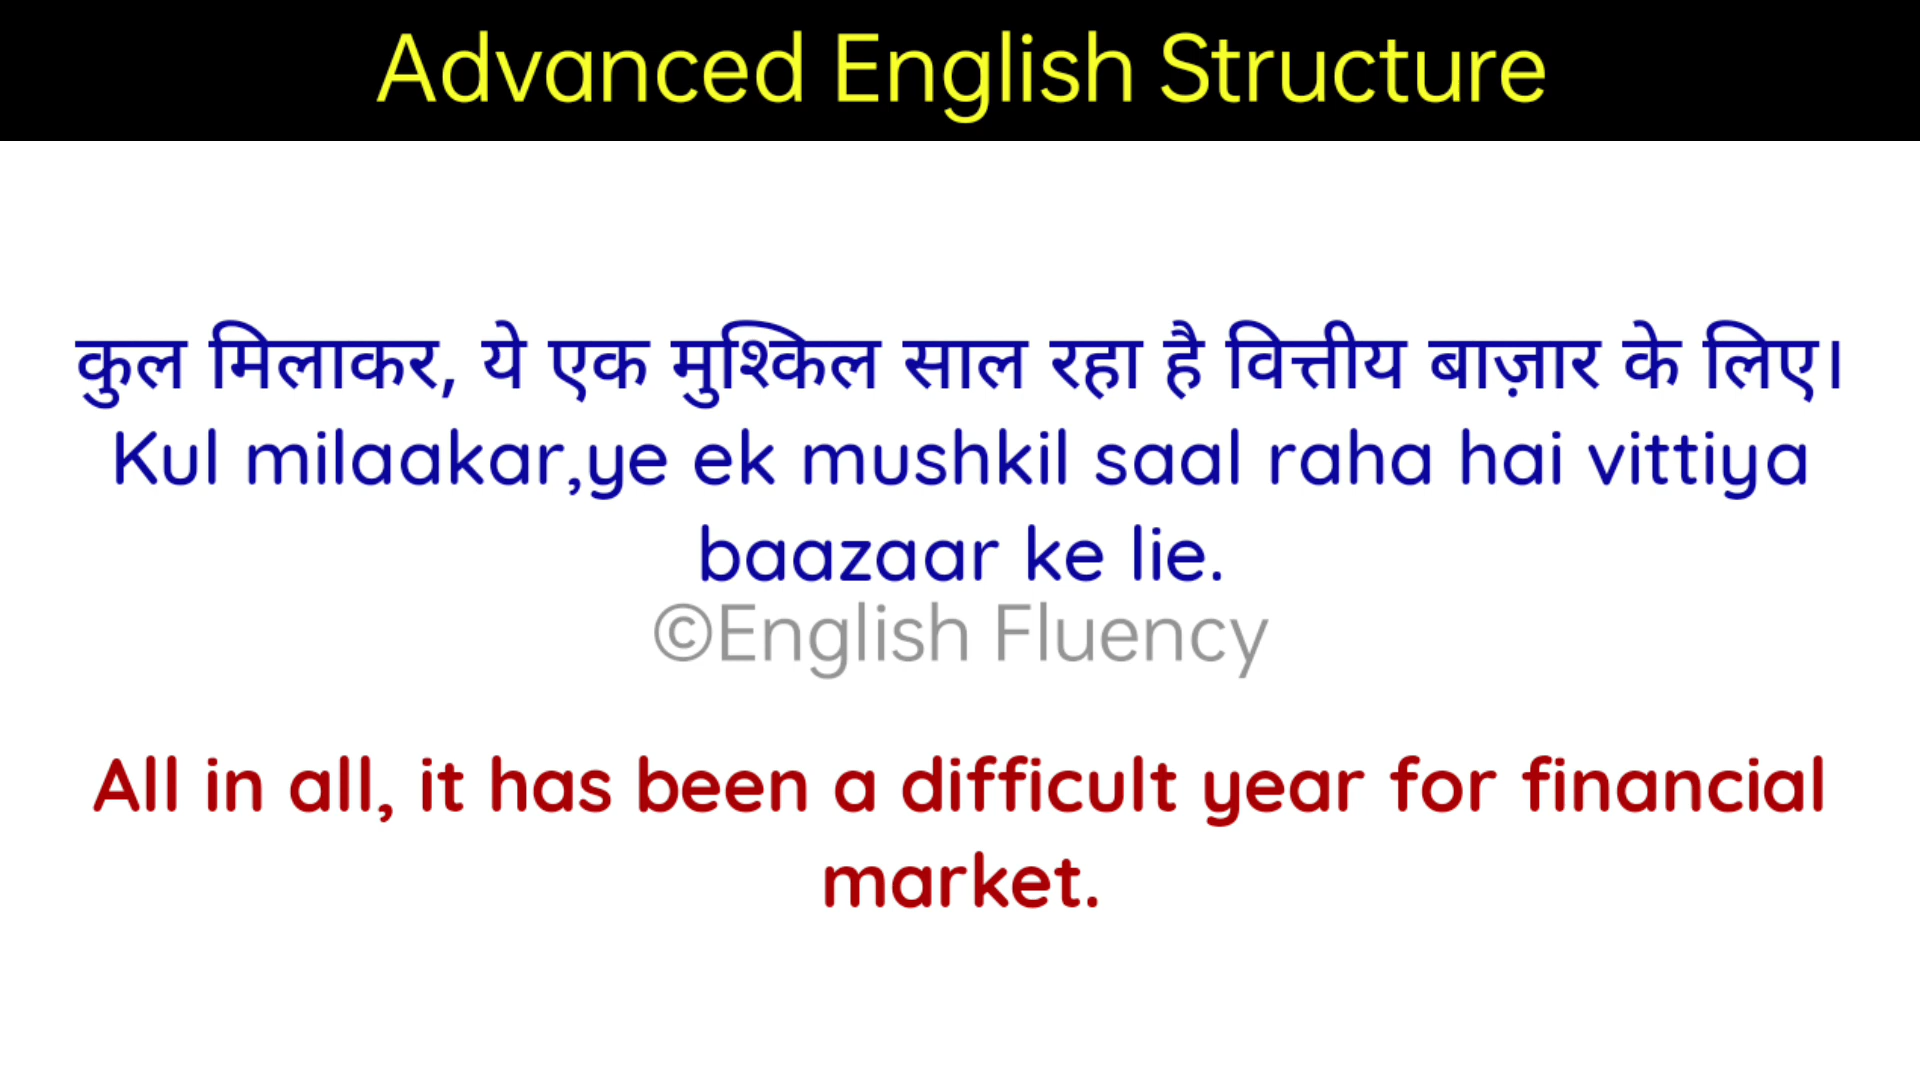 Advanced English Structure
कुल मिलाकर, ये एक मुश्किल साल रहा है वित्तीय बाज़ार के लिए।
Kul milaakar,ye ek mushkil saal raha hai vittiya
baazaar ke lie.
©English Fluency
All in all, it has been a difficult year for financial
market.